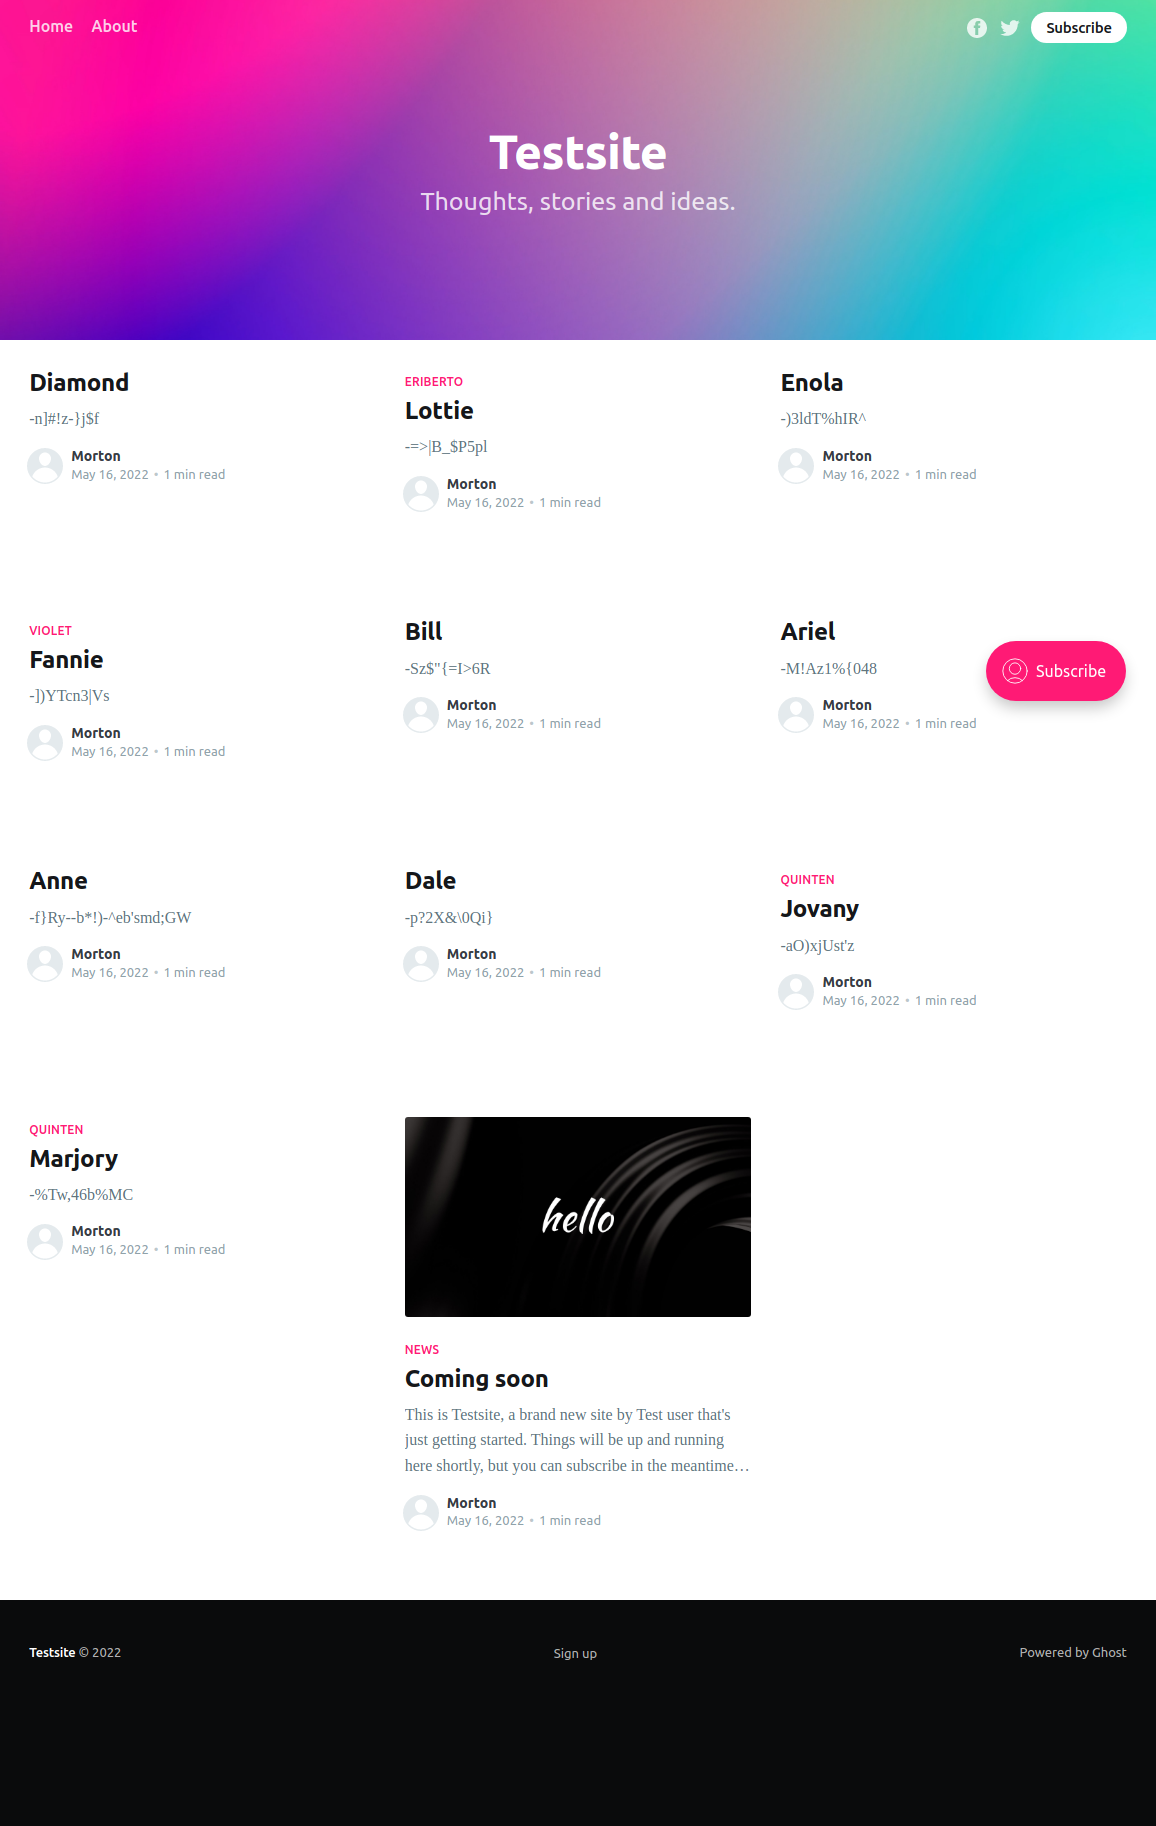 Home About
Subscribe
Testsite
Thoughts, stories and ideas.
Diamond
-n]#!z-}j$f
Morton
May 16, 2022 • 1 min read
ERIBERTO
Lottie
-=>|B_$P5pl
Morton
May 16, 2022 • 1 min read
Enola
-)3ldT%hIR^
Morton
May 16, 2022 • 1 min read
VIOLET
Fannie
-])YTcn3|Vs
Morton
May 16, 2022 • 1 min read
Bill
-Sz$"{=I>6R
Morton
May 16, 2022 • 1 min read
Ariel
-M!Az1%{048
Morton
May 16, 2022 • 1 min read
Subscribe
Anne
-f}Ry--b*!)-^eb'smd;GW
Morton
May 16, 2022 • 1 min read
Dale
-p?2X&\0Qi}
Morton
May 16, 2022 • 1 min read
QUINTEN
Jovany
-aO)xjUst'z
Morton
May 16, 2022 • 1 min read
QUINTEN
Marjory
-%Tw,46b%MC
Morton
May 16, 2022 • 1 min read
hello
NEWS
Coming soon
This is Testsite, a brand new site by Test user that's
just getting started. Things will be up and running
here shortly, but you can subscribe in the meantime…
Morton
May 16, 2022 • 1 min read
Testsite © 2022
Sign up
Powered by Ghost